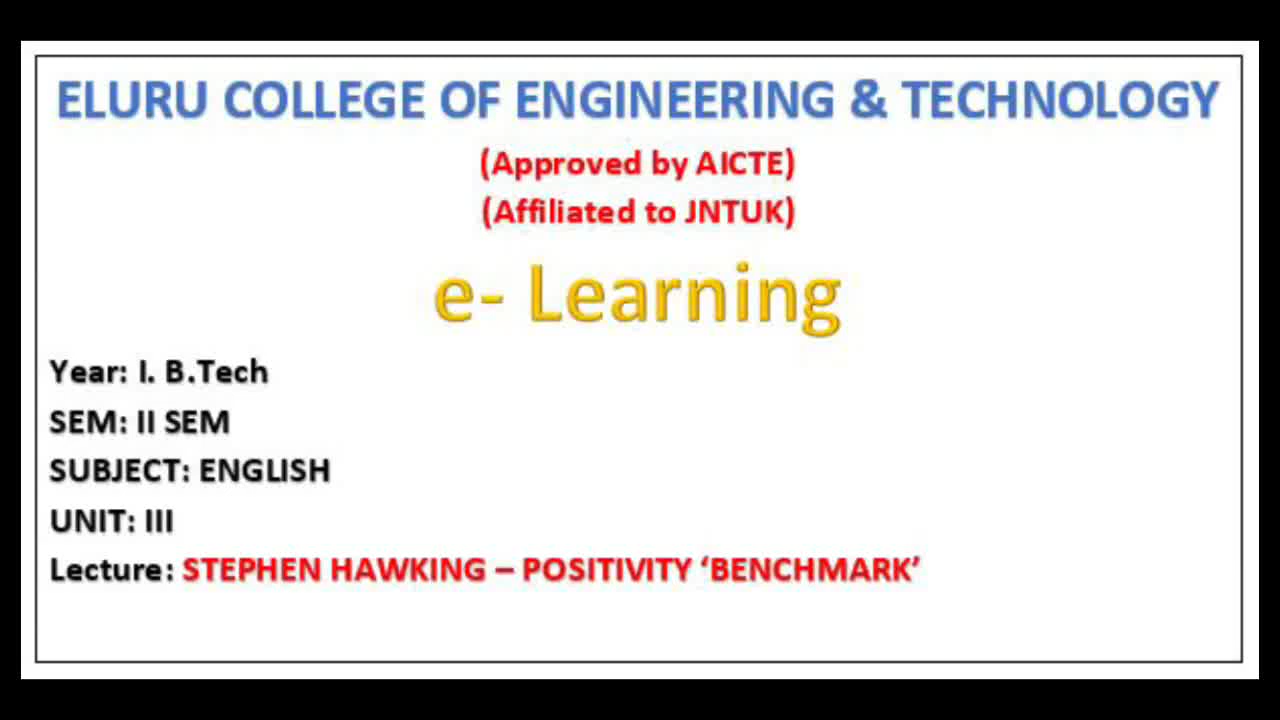 ELURU COLLEGE OF ENGINEERING & TECHNOLOGY
(Approved by AICTE)
(Affiliated to JNTUK)
e- Learning
Year: I. B.Tech
SEM: II SEM
SUBJECT: ENGLISH
UNIT: III
Lecture: STEPHEN HAWKING – POSITIVITY ‘BENCHMARK’